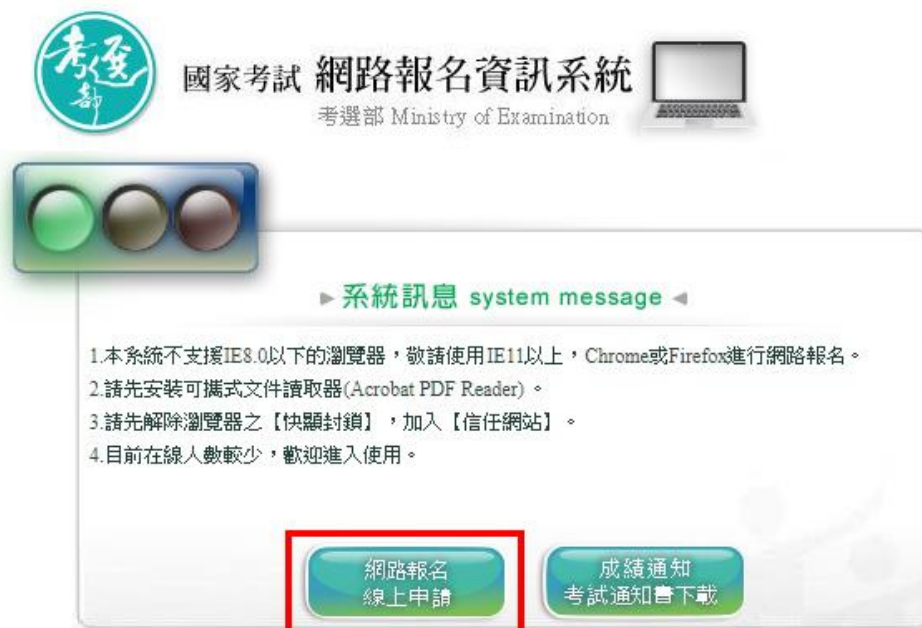 考選部
國家考試 網路報名資訊系統
考選部 Ministry of Examination
系統訊息 system message
1.本系統不支援IE8.0以下的瀏覽器，敬請使用IE11以上，Chrome或Firefox進行網路報名。
2.請先安裝可攜式文件讀取器(Acrobat PDF Reader) 。
3.請先解除瀏覽器之【快顯封鎖】，加入【信任網站】。
4.目前在線人數較少，歡迎進入使用。
網路報名
線上申請
成績通知
考試通知書下載